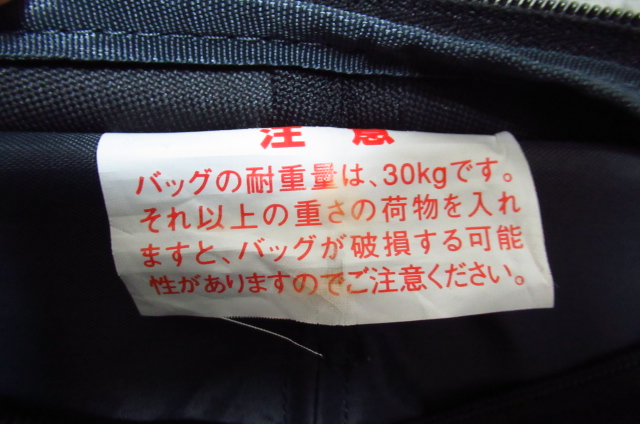 注意
バッグの耐重量は、30kgです。
それ以上の重さの荷物を入れ
ますと、バッグが破損する可能
性がありますのでご注意ください。